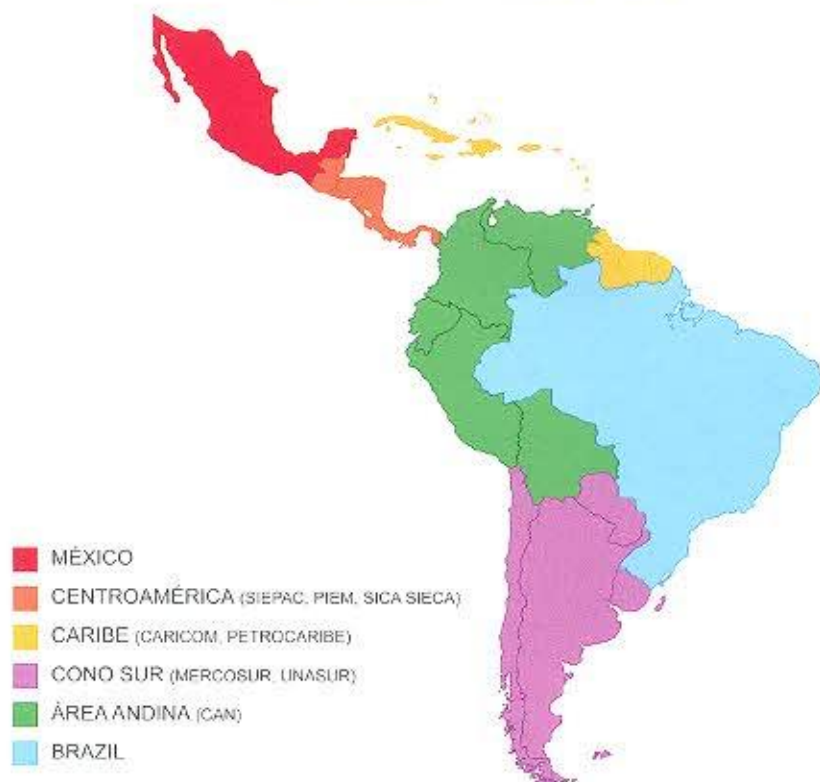 MÉXICO
CENTROAMÉRICA (SIEPAC, PIEM, SICA SIECA)
CARIBE (CARICOM, PETROCARIBE)
CONO SUR (MERCOSUR, UNASUR)
ÁREA ANDINA (CAN)
BRAZIL